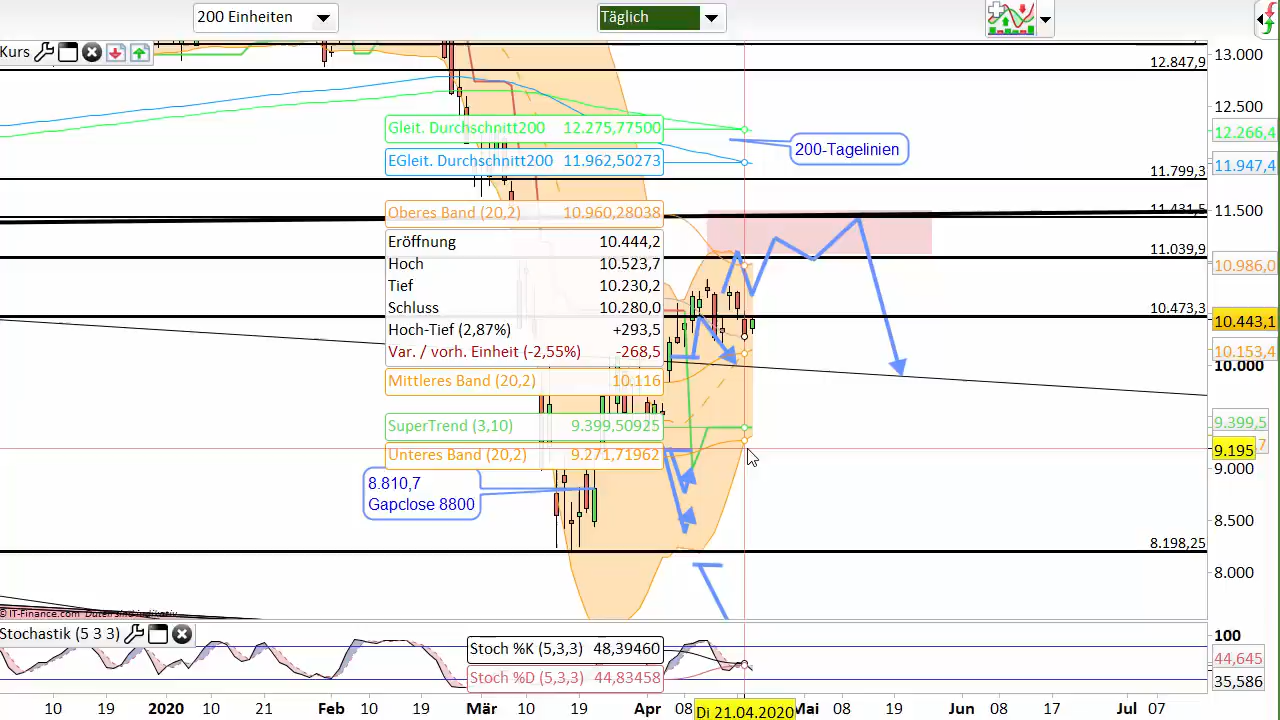 200 Einheiten
Täglich
Kurs
13.000
12.847,9
12.500
Gleit. Durchschnitt200 12.275,77500
12.266,4
200-Tagelinien
EGleit. Durchschnitt200 11.962,50273
11.947,4
11.799,3
Oberes Band (20,2) 10.960,28038
11.431,5
11.500
Eröffnung 10.444,2
11.039,9
Hoch 10.523,7
10.986,0
Tief 10.230,2
Schluss 10.280,0
10.473,3
10.443,1
Hoch-Tief (2,87%) +293,5
Var. / vorh. Einheit (-2,55%) -268,5
10.153,4
10.000
Mittleres Band (20,2) 10.116
SuperTrend (3,10) 9.399,50925
9.399,5
Unteres Band (20,2) 9.271,71962
9.195
7
9.000
8.810,7
Gapclose 8800
8.500
8.198,25
8.000
© IT-Finance.com Daten sind indikativ
Stochastik (5 3 3)
100
Stoch %K (5,3,3) 48,39460
44,645
Stoch %D (5,3,3) 44,83458
35,586
10 19 2020 10 21 Feb 10 19 Mär 10 19 Apr 08 Di 21.04.2020 Mai 08 19 Jun 08 17 Jul 07